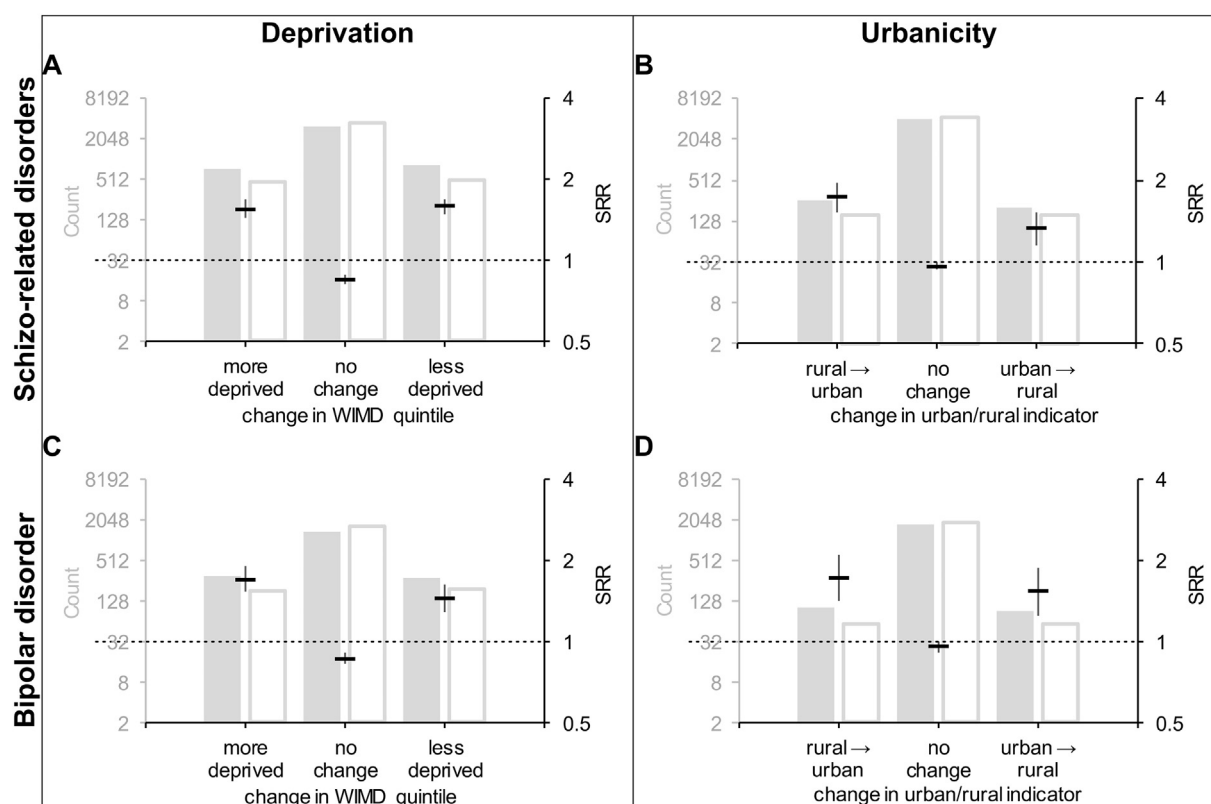 Deprivation
Urbanicity
Schizo-related disorders
A
8192
2048
512
128
32
8
2
Count
4
2
1
0.5
SRR
more deprived
no change
less deprived
change in WIMD quintile
B
8192
2048
512
128
32
8
2
Count
4
2
1
0.5
SRR
rural → urban
no change
urban → rural
change in urban/rural indicator
Bipolar disorder
C
8192
2048
512
128
32
8
2
Count
4
2
1
0.5
SRR
more deprived
no change
less deprived
change in WIMD quintile
D
8192
2048
512
128
32
8
2
Count
4
2
1
0.5
SRR
rural → urban
no change
urban → rural
change in urban/rural indicator